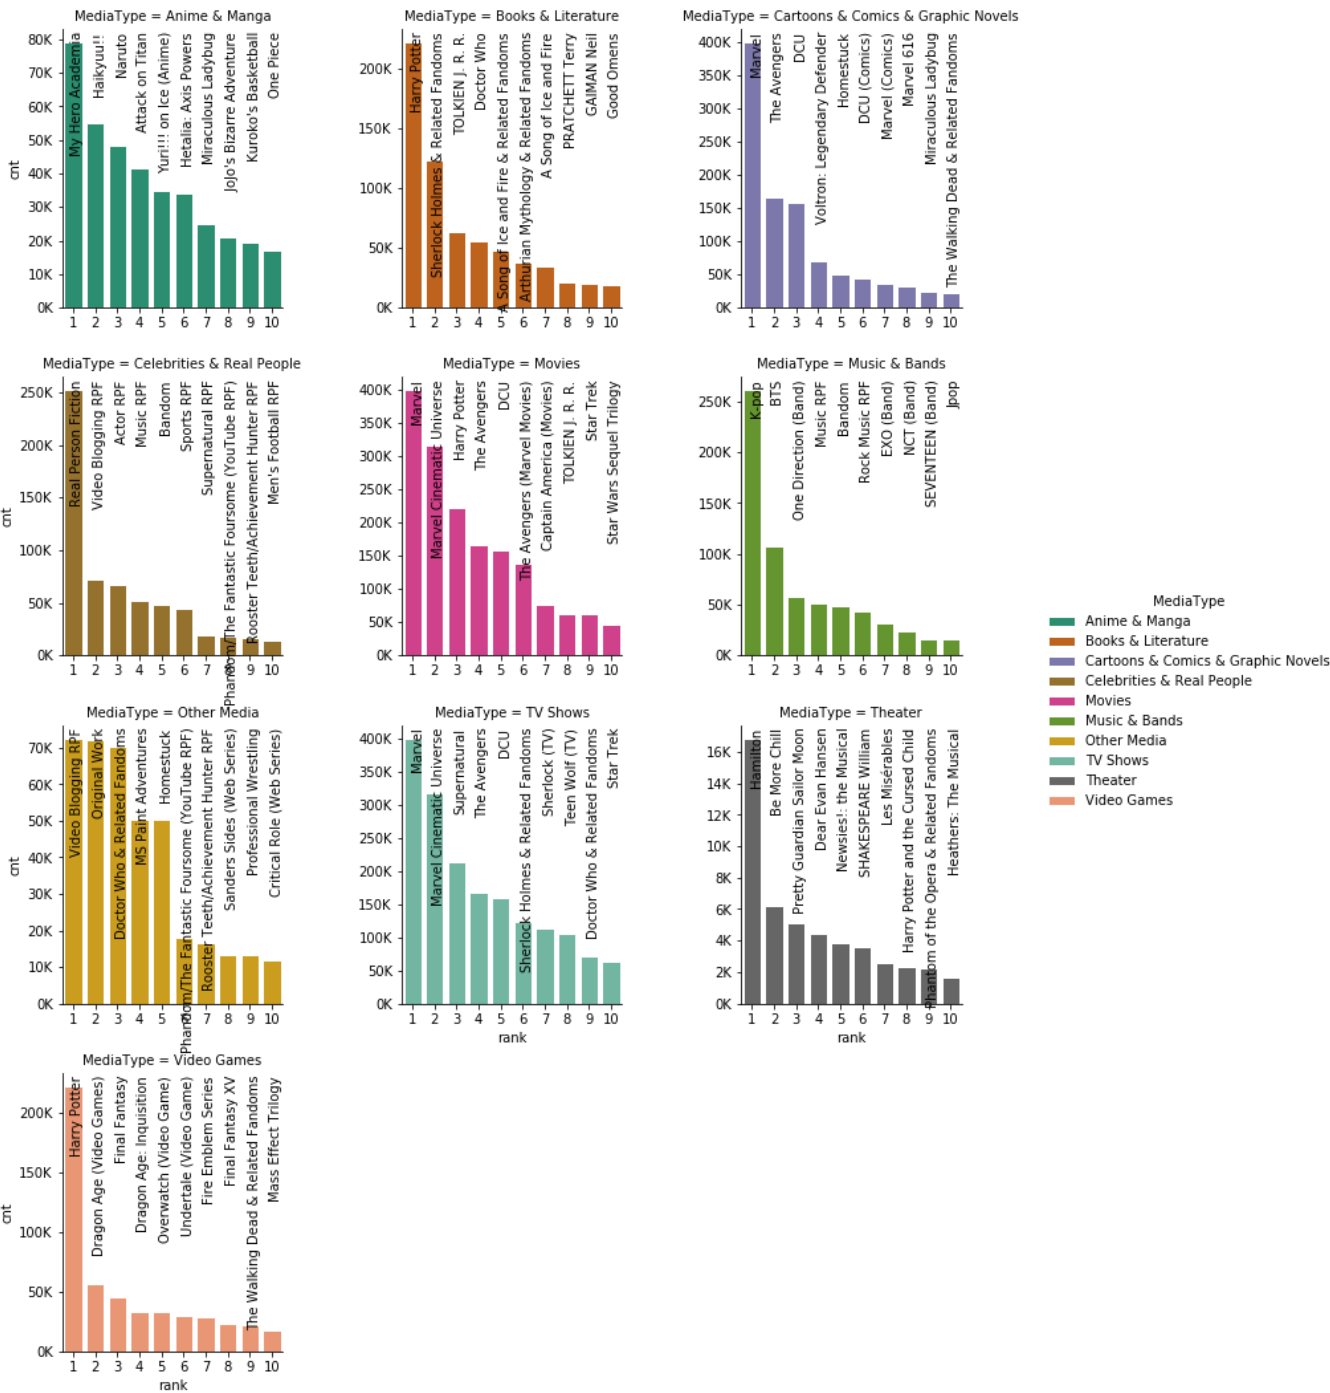 MediaType = Anime & Manga
80K
70K
60K
50K
40K
30K
20K
10K
0K
cnt
My Hero Academia
Haikyuu!!
Naruto
Attack on Titan
Yuri!!! on Ice (Anime)
Hetalia: Axis Powers
Miraculous Ladybug
JoJo's Bizarre Adventure
Kuroko's Basketball
One Piece
1 2 3 4 5 6 7 8 9 10
MediaType = Books & Literature
200K
150K
100K
50K
0K
Harry Potter
Sherlock Holmes & Related Fandoms
TOLKIEN J. R. R.
Doctor Who
A Song of Ice and Fire & Related Fandoms
Arthurian Mythology & Related Fandoms
A Song of Ice and Fire
PRATCHETT Terry
GAIMAN Neil
Good Omens
1 2 3 4 5 6 7 8 9 10
MediaType = Cartoons & Comics & Graphic Novels
400K
350K
300K
250K
200K
150K
100K
50K
0K
Marvel
The Avengers
DCU
Voltron: Legendary Defender
Homestuck
DCU (Comics)
Marvel (Comics)
Marvel 616
Miraculous Ladybug
The Walking Dead & Related Fandoms
1 2 3 4 5 6 7 8 9 10
MediaType = Celebrities & Real People
250K
200K
150K
100K
50K
0K
cnt
Real Person Fiction
Video Blogging RPF
Actor RPF
Music RPF
Bandom
Sports RPF
Supernatural RPF
Phandom/The Fantastic Foursome (YouTube RPF)
Rooster Teeth/Achievement Hunter RPF
Men's Football RPF
1 2 3 4 5 6 7 8 9 10
MediaType = Movies
400K
350K
300K
250K
200K
150K
100K
50K
0K
Marvel
Marvel Cinematic Universe
Harry Potter
The Avengers
DCU
The Avengers (Marvel Movies)
Captain America (Movies)
TOLKIEN J. R. R.
Star Trek
Star Wars Sequel Trilogy
1 2 3 4 5 6 7 8 9 10
MediaType = Music & Bands
250K
200K
150K
100K
50K
0K
K-pop
BTS
One Direction (Band)
Music RPF
Bandom
Rock Music RPF
EXO (Band)
NCT (Band)
SEVENTEEN (Band)
Jpop
1 2 3 4 5 6 7 8 9 10
MediaType
Anime & Manga
Books & Literature
Cartoons & Comics & Graphic Novels
Celebrities & Real People
Movies
Music & Bands
Other Media
TV Shows
Theater
Video Games
MediaType = Other Media
70K
60K
50K
40K
30K
20K
10K
0K
cnt
Video Blogging RPF
Original Work
Doctor Who & Related Fandoms
MS Paint Adventures
Homestuck
Phandom/The Fantastic Foursome (YouTube RPF)
Rooster Teeth/Achievement Hunter RPF
Sanders Sides (Web Series)
Professional Wrestling
Critical Role (Web Series)
1 2 3 4 5 6 7 8 9 10
MediaType = TV Shows
400K
350K
300K
250K
200K
150K
100K
50K
0K
Marvel
Marvel Cinematic Universe
Supernatural
The Avengers
DCU
Sherlock Holmes & Related Fandoms
Sherlock (TV)
Teen Wolf (TV)
Doctor Who & Related Fandoms
Star Trek
1 2 3 4 5 6 7 8 9 10
rank
MediaType = Theater
16K
14K
12K
10K
8K
6K
4K
2K
0K
Hamilton
Be More Chill
Pretty Guardian Sailor Moon
Dear Evan Hansen
Newsies!: the Musical
SHAKESPEARE William
Les Misérables
Harry Potter and the Cursed Child
Phantom of the Opera & Related Fandoms
Heathers: The Musical
1 2 3 4 5 6 7 8 9 10
rank
MediaType = Video Games
200K
150K
100K
50K
0K
cnt
Harry Potter
Dragon Age (Video Games)
Final Fantasy
Dragon Age: Inquisition
Overwatch (Video Game)
Undertale (Video Game)
Fire Emblem Series
Final Fantasy XV
The Walking Dead & Related Fandoms
Mass Effect Trilogy
1 2 3 4 5 6 7 8 9 10
rank